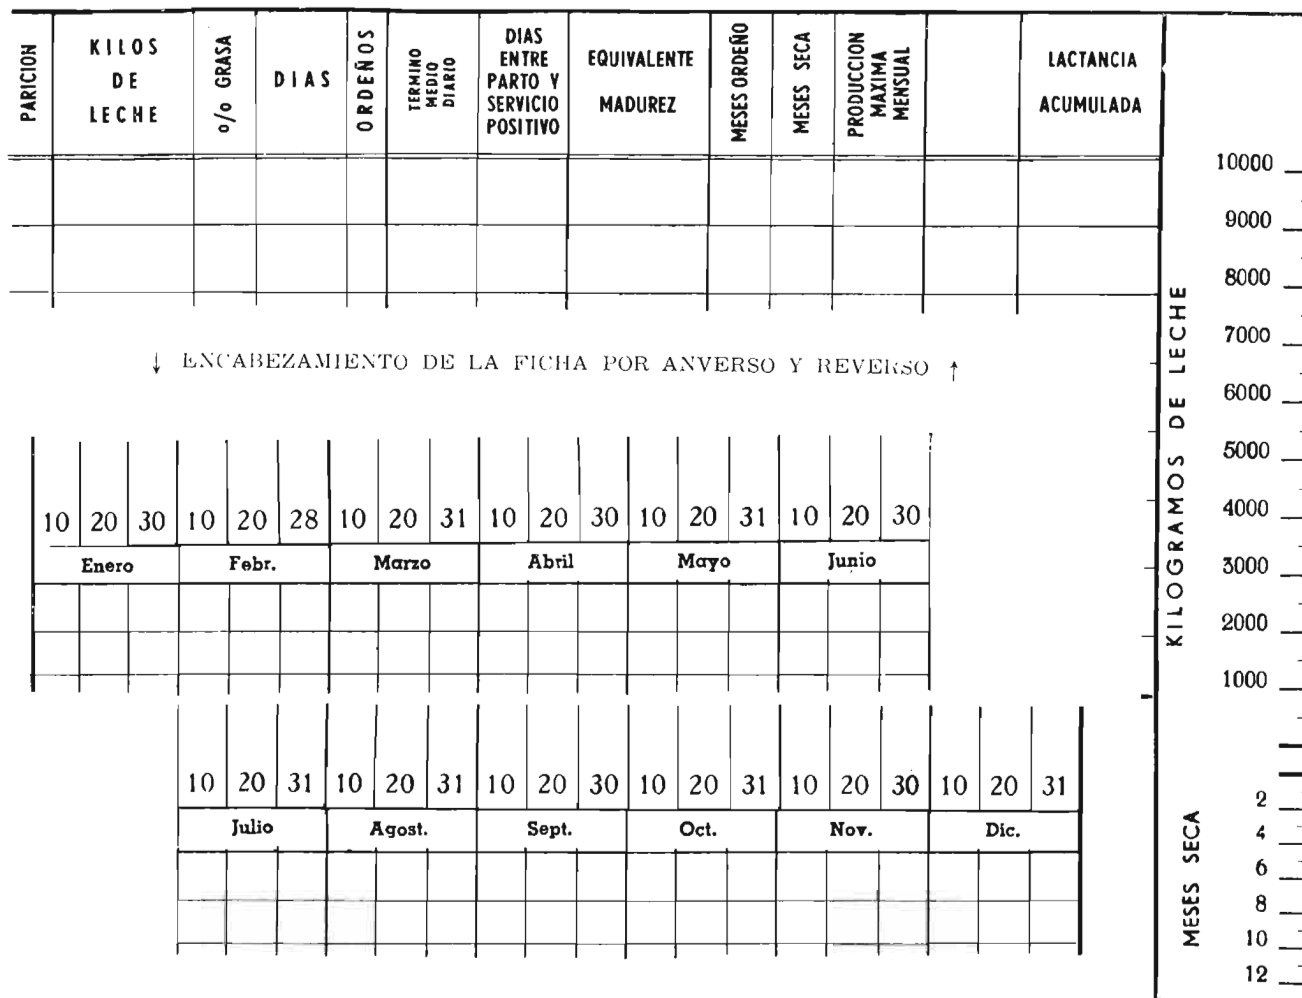 PARICION
KILOS
DE
LECHE
o/o GRASA
DIAS
ORDEÑOS
TERMINO
MEDIO
DIARIO
DIAS
ENTRE
PARTO Y
SERVICIO
POSITIVO
EQUIVALENTE
MADUREZ
MESES ORDEÑO
MESES SECA
PRODUCCION
MAXIMA
MENSUAL
LACTANCIA
ACUMULADA
↓ ENCABEZAMIENTO DE LA FICHA POR ANVERSO Y REVERSO ↑
10 20 30 10 20 28 10 20 31 10 20 30 10 20 31 10 20 30
Enero Febr. Marzo Abril Mayo Junio
10 20 31 10 20 31 10 20 30 10 20 31 10 20 30 10 20 31
Julio Agost. Sept. Oct. Nov. Dic.
KILOGRAMOS DE LECHE
10000
9000
8000
7000
6000
5000
4000
3000
2000
1000
MESES SECA
2
4
6
8
10
12